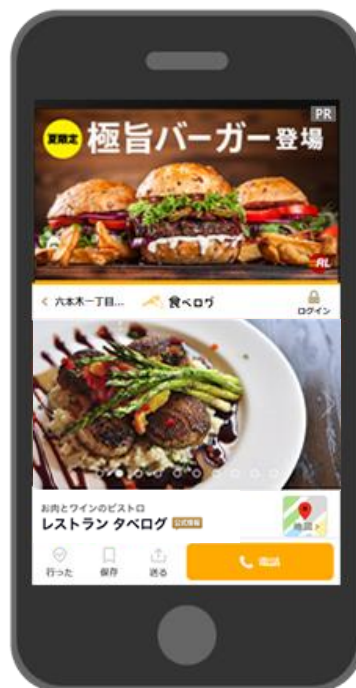 PR
夏限定 極旨バーガー登場
RL
< 六本木一丁目... 食べログ ログイン
お肉とワインのビストロ
レストラン タベログ 公式情報
地図 >
行った 保存 送る 電話